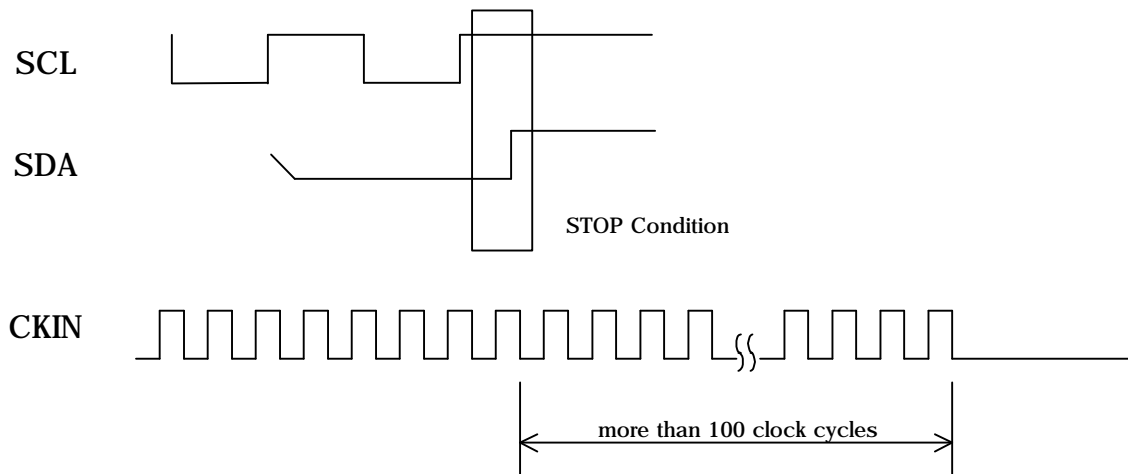 SCL
SDA
STOP Condition
CKIN
more than 100 clock cycles